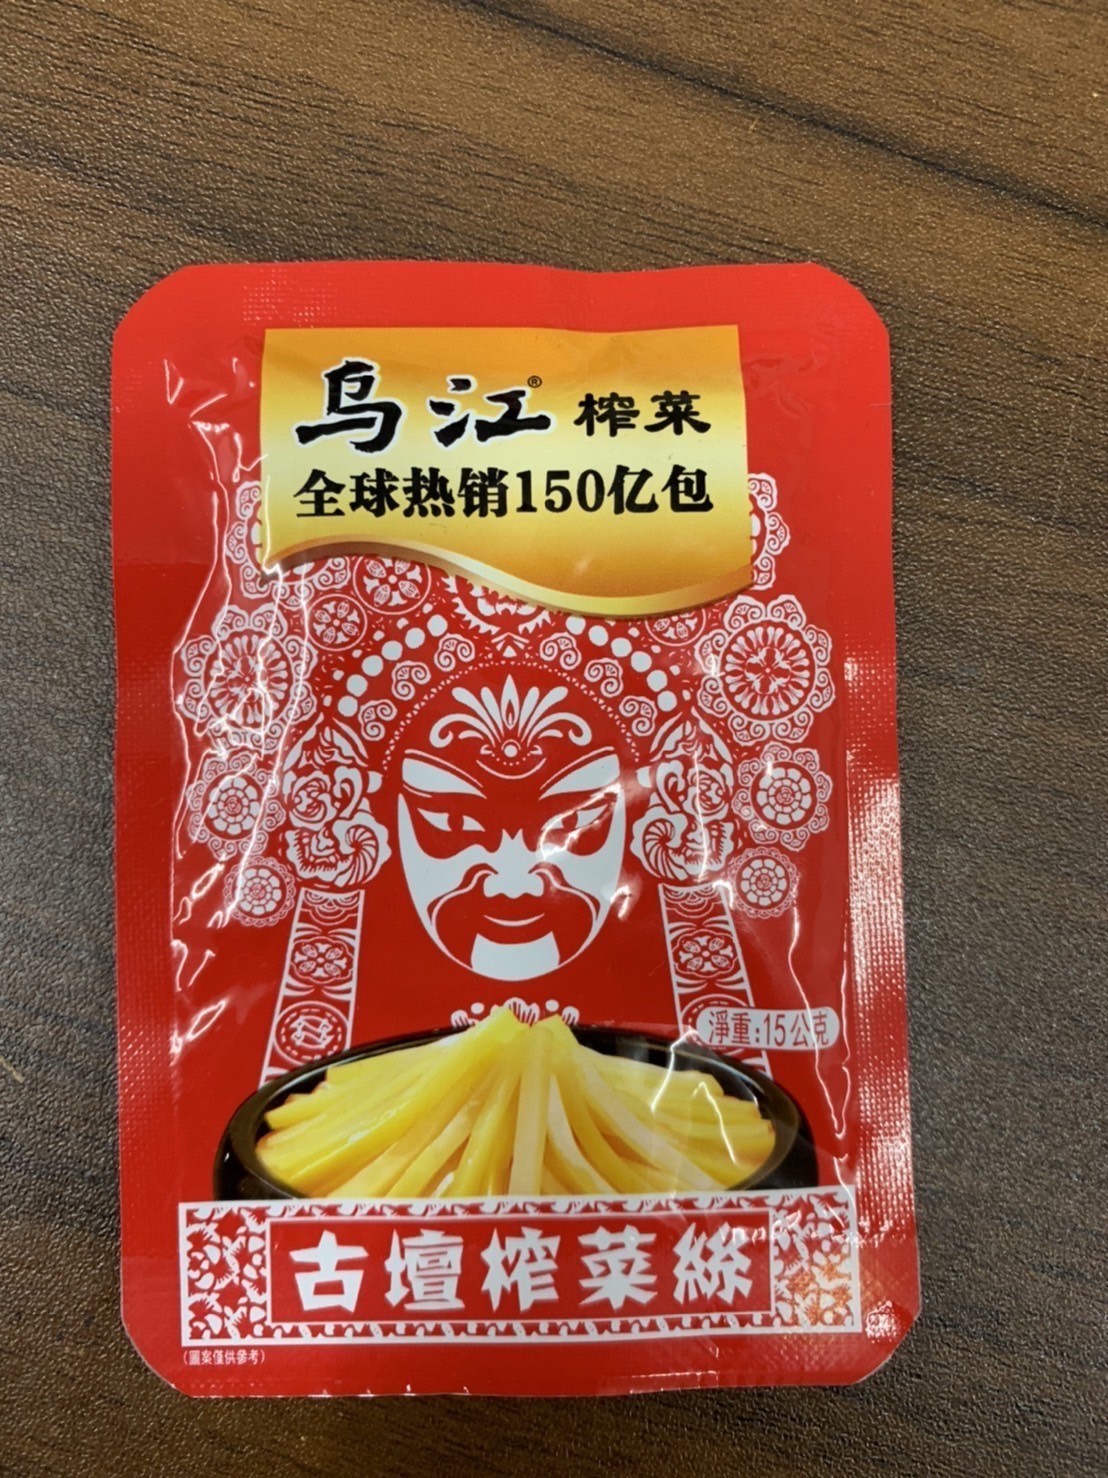 乌江® 榨菜
全球热销150亿包
淨重:15公克
古壇榨菜絲
(圖案僅供參考)